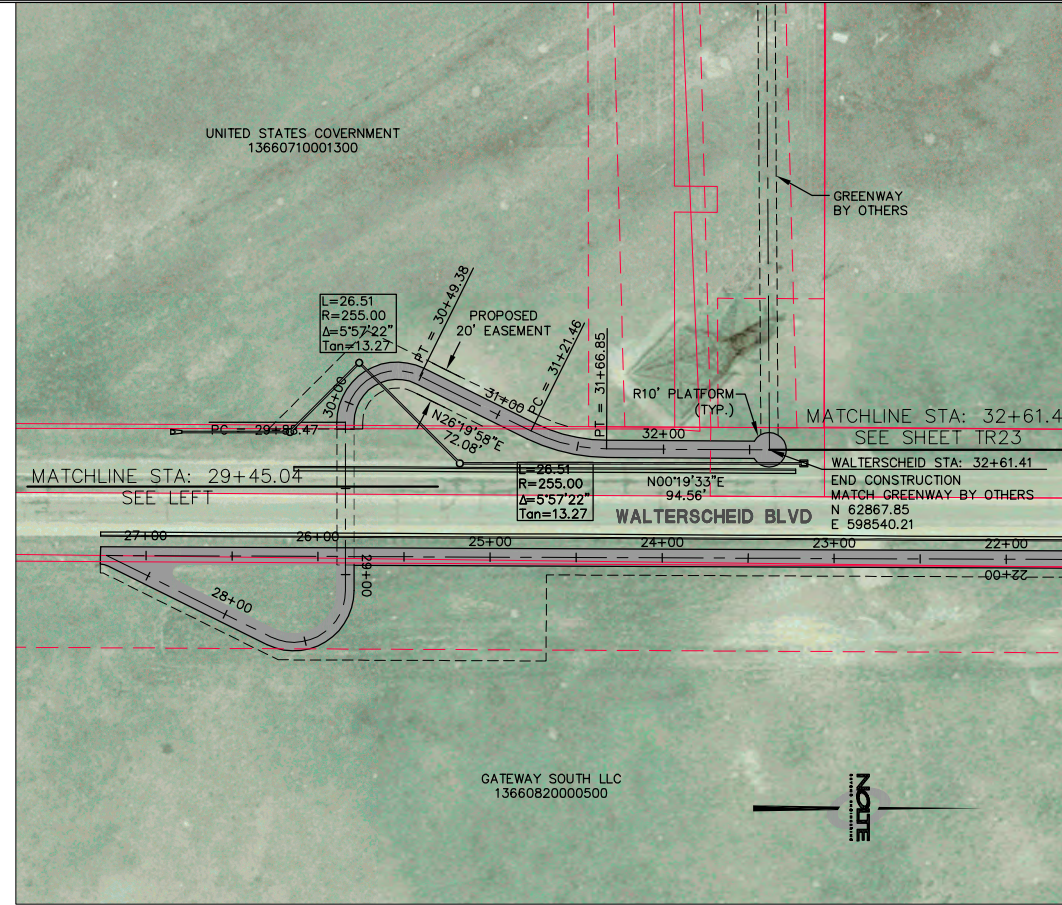 UNITED STATES COVERNMENT
13660710001300
GREENWAY
BY OTHERS
L=26.51
R=255.00
Δ=5°57'22"
Tan=13.27
PT = 30+49.38
PROPOSED
20' EASEMENT
PC = 31+21.46
PT = 31+66.85
30+00
31+00
R10' PLATFORM
(TYP.)
32+00
N26°19'58"E
72.08'
MATCHLINE STA: 32+61.4
SEE SHEET TR23
WALTERSCHEID STA: 32+61.41
END CONSTRUCTION
MATCH GREENWAY BY OTHERS
N 62867.85
E 598540.21
MATCHLINE STA: 29+45.04
SEE LEFT
L=26.51
R=255.00
Δ=5°57'22"
Tan=13.27
N00°19'33"E
94.56'
WALTERSCHEID BLVD
27+00
26+00
25+00
24+00
23+00
22+00
22+00
29+00
28+00
GATEWAY SOUTH LLC
13660820000500
NOLTE
BEYOND ENGINEERING